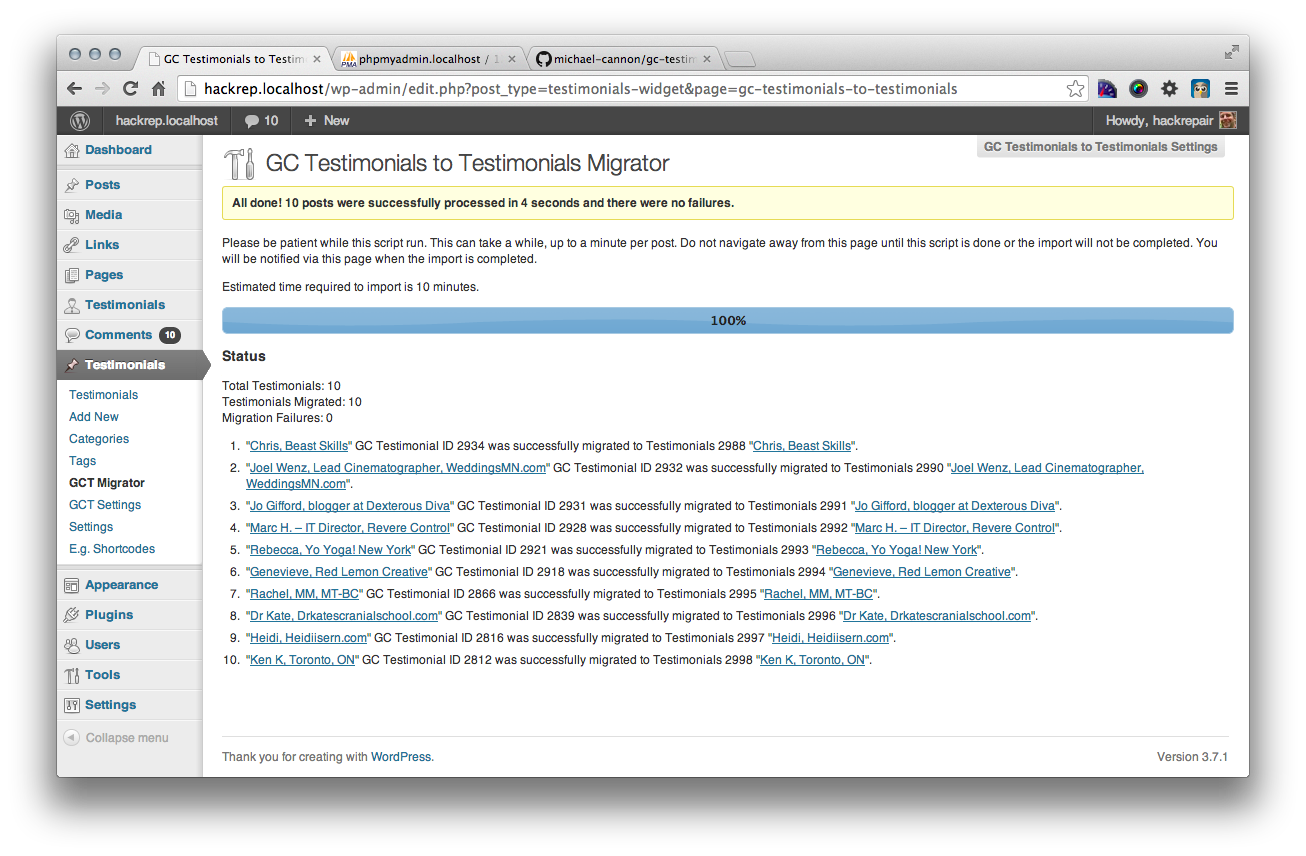 GC Testimonials to Testim
phpmyadmin.localhost / 1
michael-cannon/gc-testim
hackrep.localhost/wp-admin/edit.php?post_type=testimonials-widget&page=gc-testimonials-to-testimonials
hackrep.localhost
10
New
Howdy, hackrepair
Dashboard
Posts
Media
Links
Pages
Testimonials
Comments 10
Testimonials
Testimonials
Add New
Categories
Tags
GCT Migrator
GCT Settings
Settings
E.g. Shortcodes
Appearance
Plugins
Users
Tools
Settings
Collapse menu
GC Testimonials to Testimonials Settings
GC Testimonials to Testimonials Migrator
All done! 10 posts were successfully processed in 4 seconds and there were no failures.
Please be patient while this script run. This can take a while, up to a minute per post. Do not navigate away from this page until this script is done or the import will not be completed. You
will be notified via this page when the import is completed.
Estimated time required to import is 10 minutes.
100%
Status
Total Testimonials: 10
Testimonials Migrated: 10
Migration Failures: 0
1. "Chris, Beast Skills" GC Testimonial ID 2934 was successfully migrated to Testimonials 2988 "Chris, Beast Skills".
2. "Joel Wenz, Lead Cinematographer, WeddingsMN.com" GC Testimonial ID 2932 was successfully migrated to Testimonials 2990 "Joel Wenz, Lead Cinematographer,
WeddingsMN.com".
3. "Jo Gifford, blogger at Dexterous Diva" GC Testimonial ID 2931 was successfully migrated to Testimonials 2991 "Jo Gifford, blogger at Dexterous Diva".
4. "Marc H. – IT Director, Revere Control" GC Testimonial ID 2928 was successfully migrated to Testimonials 2992 "Marc H. – IT Director, Revere Control".
5. "Rebecca, Yo Yoga! New York" GC Testimonial ID 2921 was successfully migrated to Testimonials 2993 "Rebecca, Yo Yoga! New York".
6. "Genevieve, Red Lemon Creative" GC Testimonial ID 2918 was successfully migrated to Testimonials 2994 "Genevieve, Red Lemon Creative".
7. "Rachel, MM, MT-BC" GC Testimonial ID 2866 was successfully migrated to Testimonials 2995 "Rachel, MM, MT-BC".
8. "Dr Kate, Drkatescranialschool.com" GC Testimonial ID 2839 was successfully migrated to Testimonials 2996 "Dr Kate, Drkatescranialschool.com".
9. "Heidi, Heidiisern.com" GC Testimonial ID 2816 was successfully migrated to Testimonials 2997 "Heidi, Heidiisern.com".
10. "Ken K, Toronto, ON" GC Testimonial ID 2812 was successfully migrated to Testimonials 2998 "Ken K, Toronto, ON".
Thank you for creating with WordPress.
Version 3.7.1